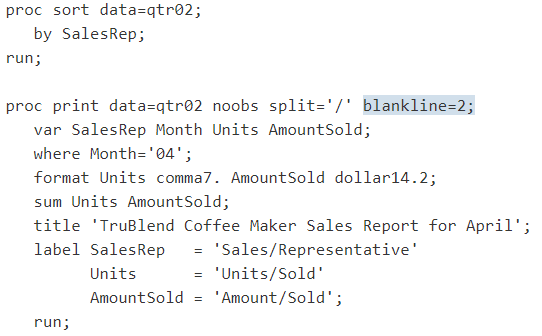 proc sort data=qtr02;
   by SalesRep;
run;

proc print data=qtr02 noobs split='/' blankline=2;
   var SalesRep Month Units AmountSold;
   where Month='04';
   format Units comma7. AmountSold dollar14.2;
   sum Units AmountSold;
   title 'TruBlend Coffee Maker Sales Report for April';
   label SalesRep   = 'Sales/Representative'
         Units      = 'Units/Sold'
         AmountSold = 'Amount/Sold';
   run;